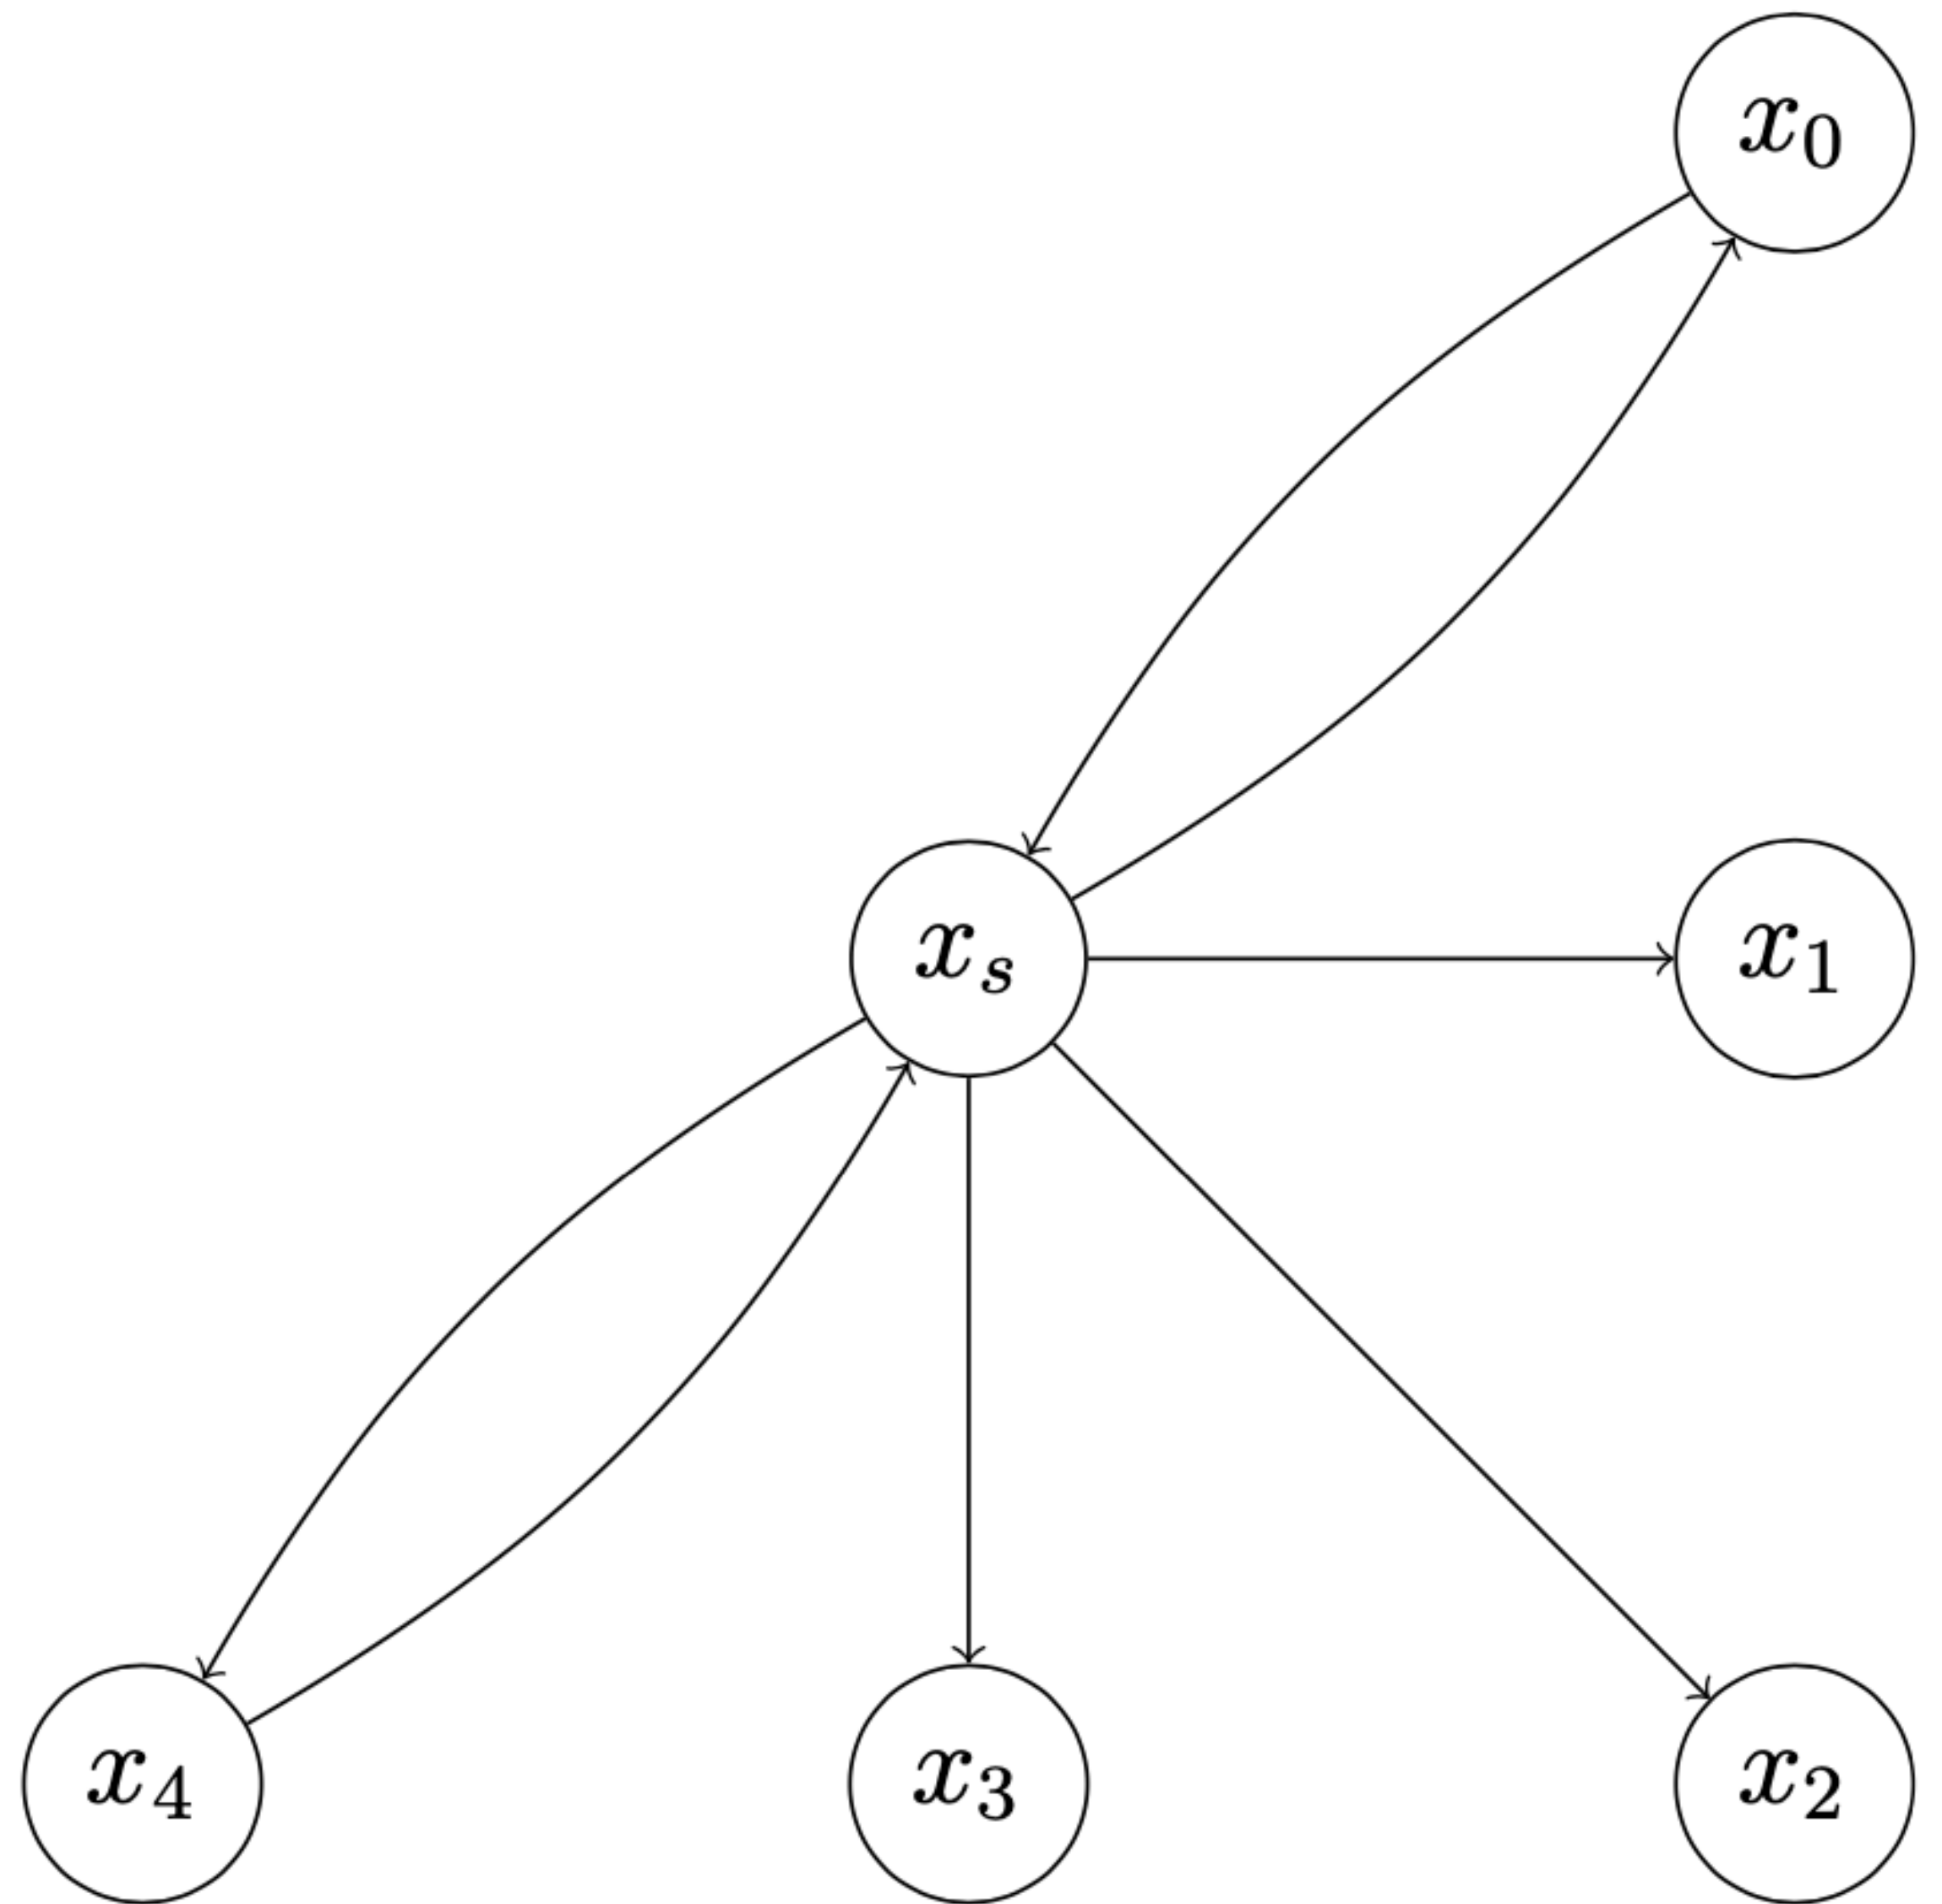 x₀
xₛ
x₁
x₄
x₃
x₂